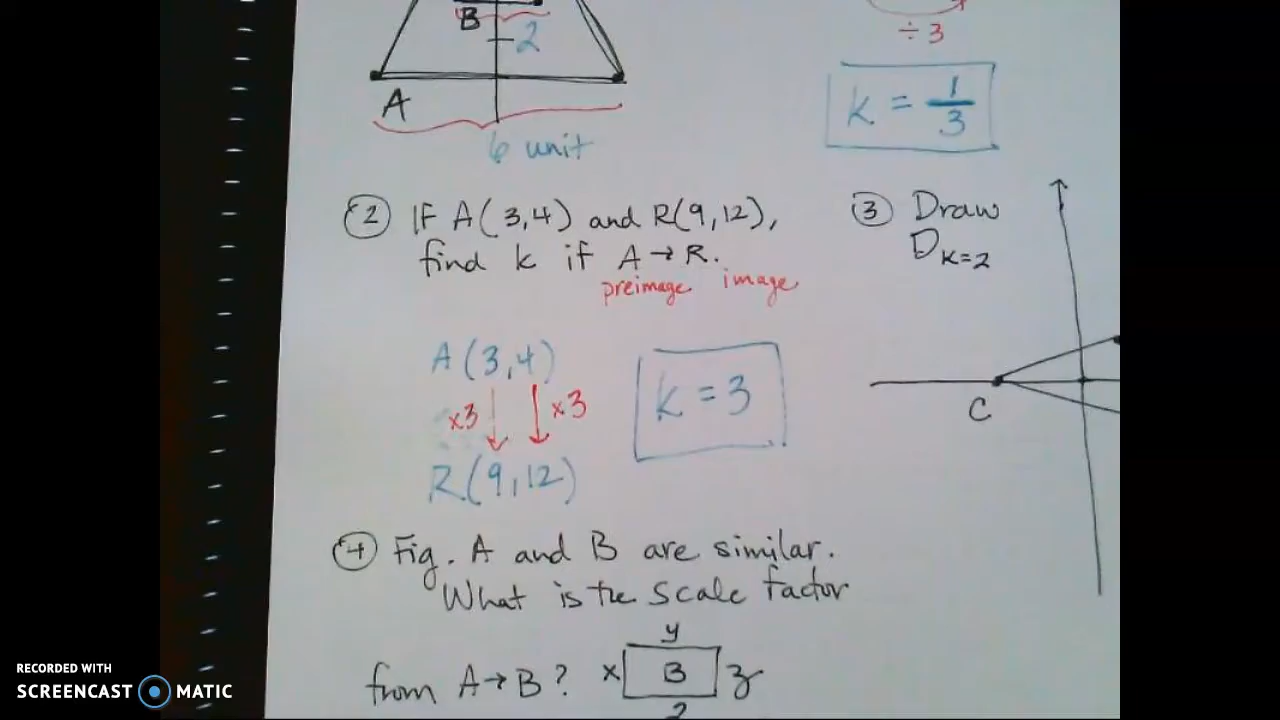 B
2
÷ 3
A
k = 1/3
6 unit
② If A(3,4) and R(9,12),
find k if A → R.
preimage image
③ Draw
D k=2
A (3,4)
x3 x3
k = 3
R (9,12)
C
④ Fig. A and B are similar.
What is the scale factor
from A→B?
y
x B z
2
RECORDED WITH
SCREENCAST MATIC